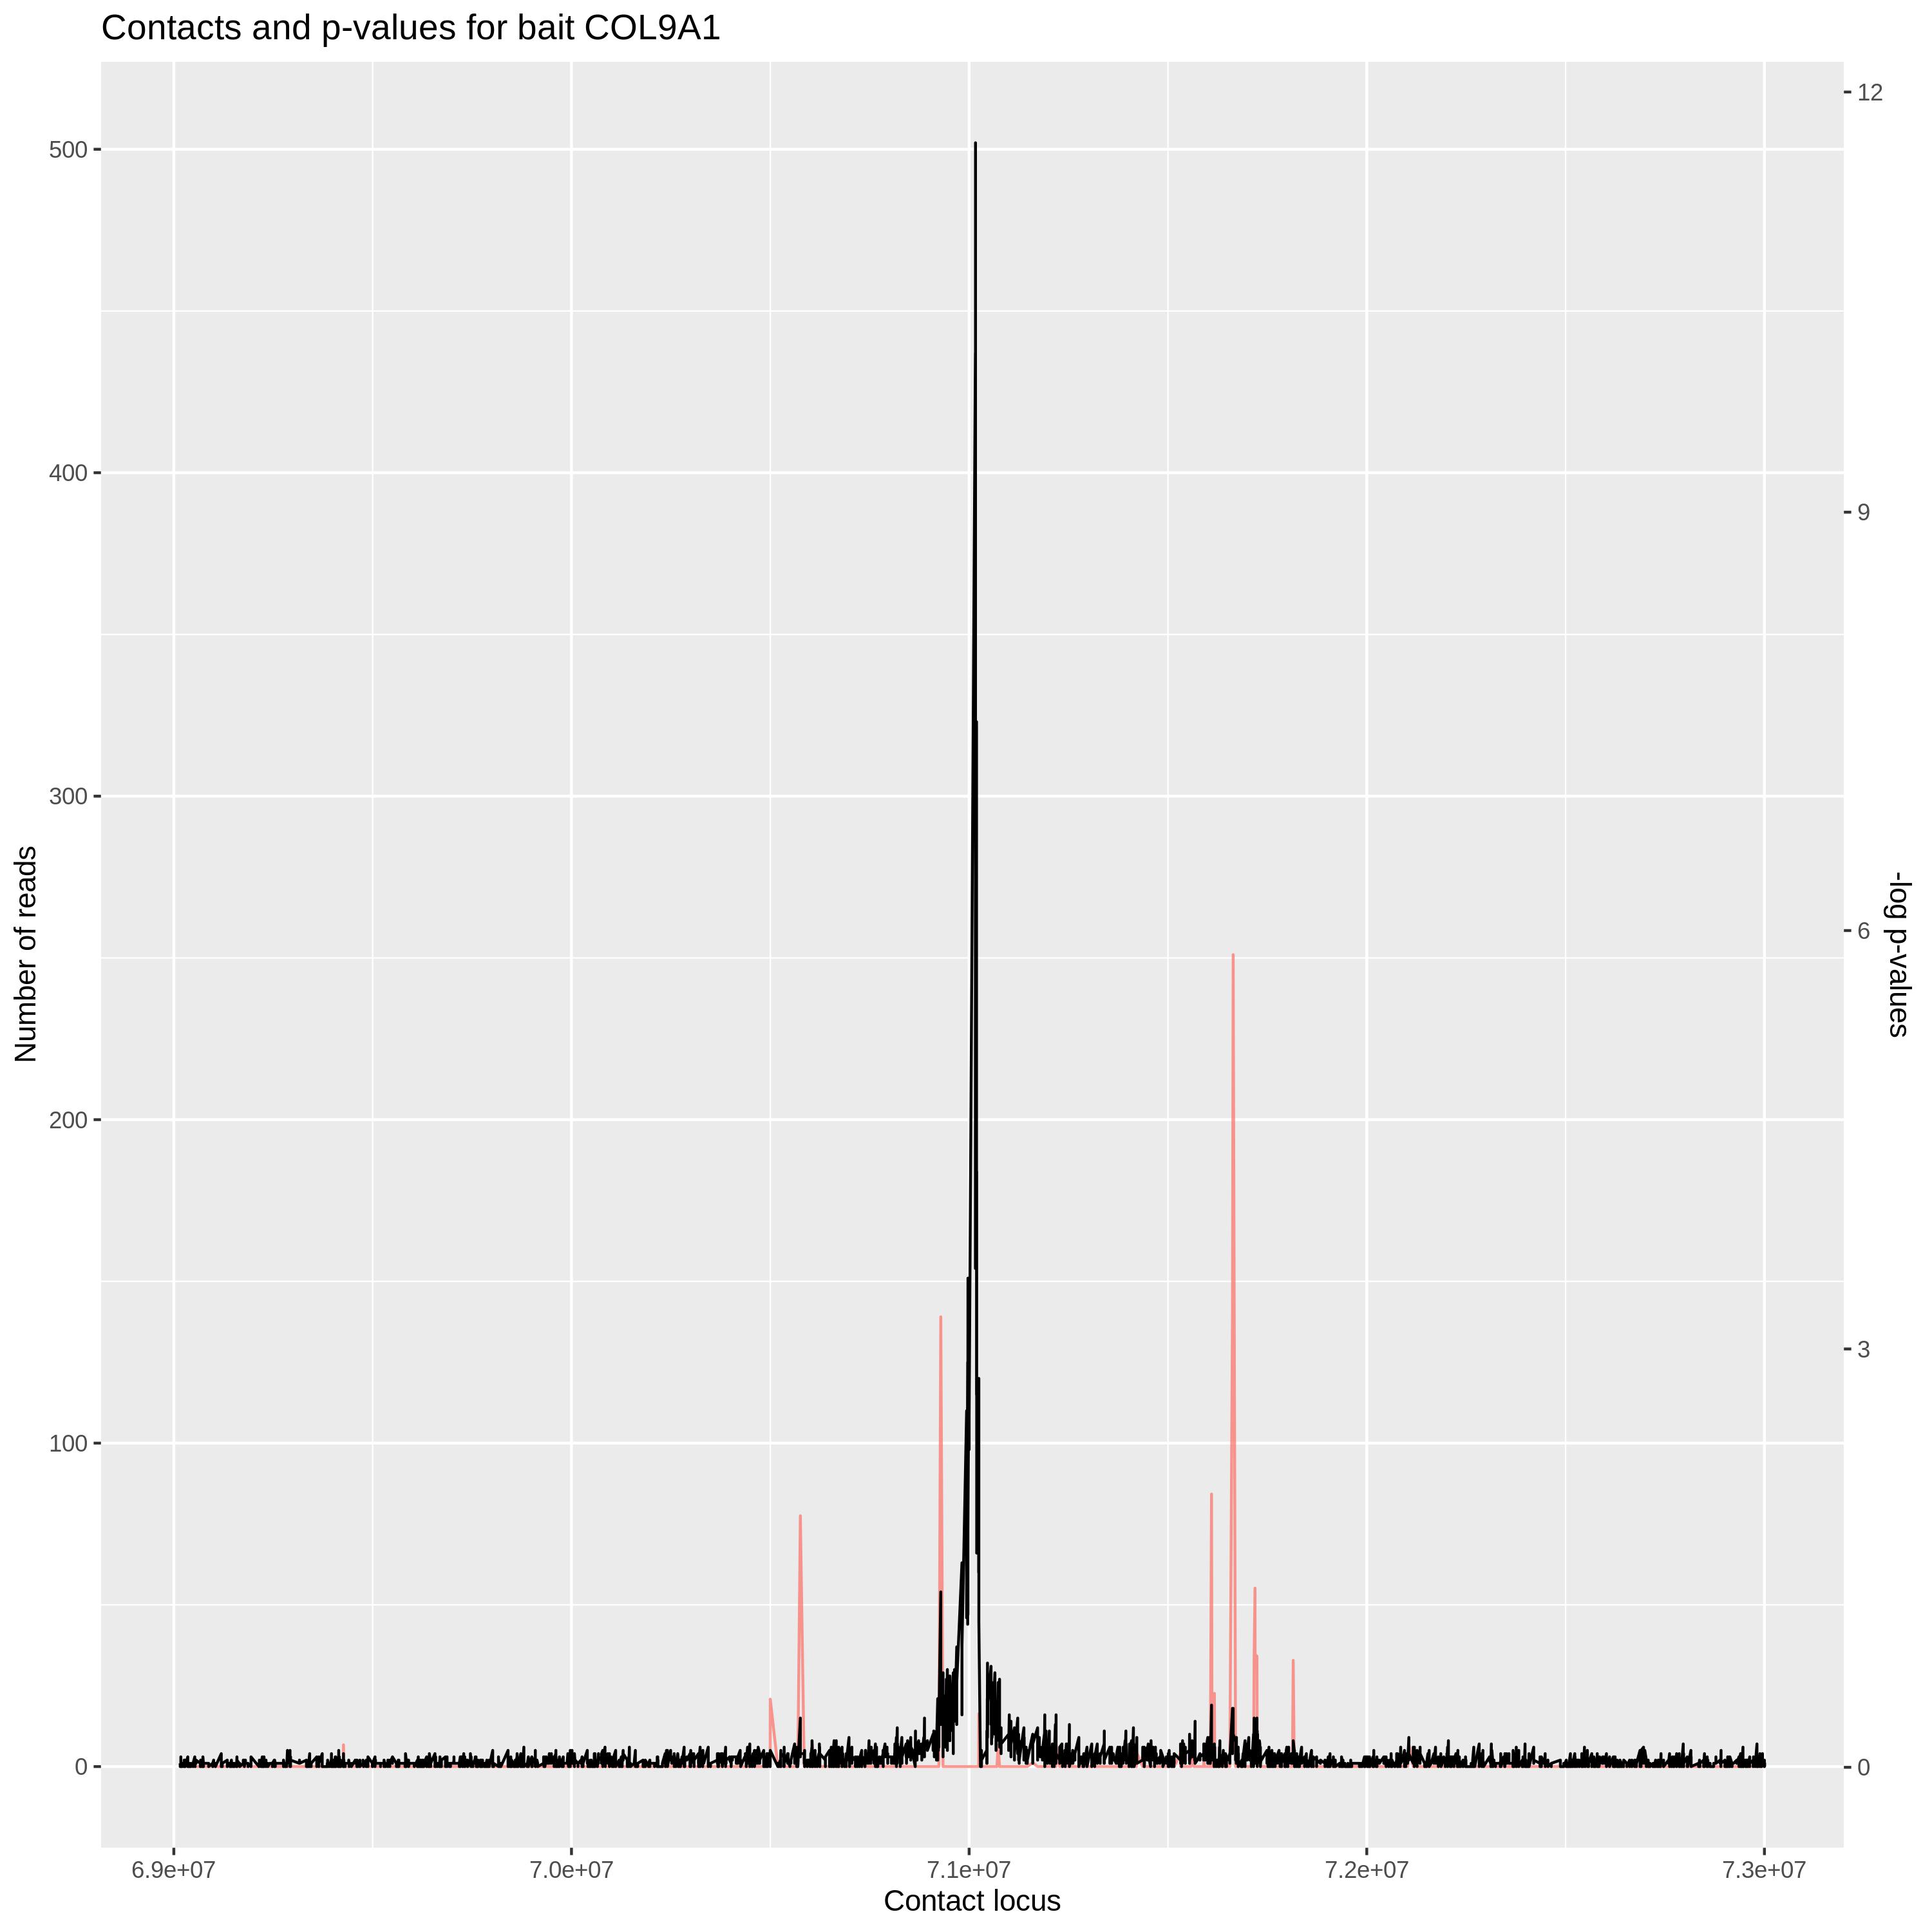 Contacts and p-values for bait COL9A1
500
400
300
200
100
0
Number of reads
12
9
6
3
0
-log p-values
6.9e+07 7.0e+07 7.1e+07 7.2e+07 7.3e+07
Contact locus